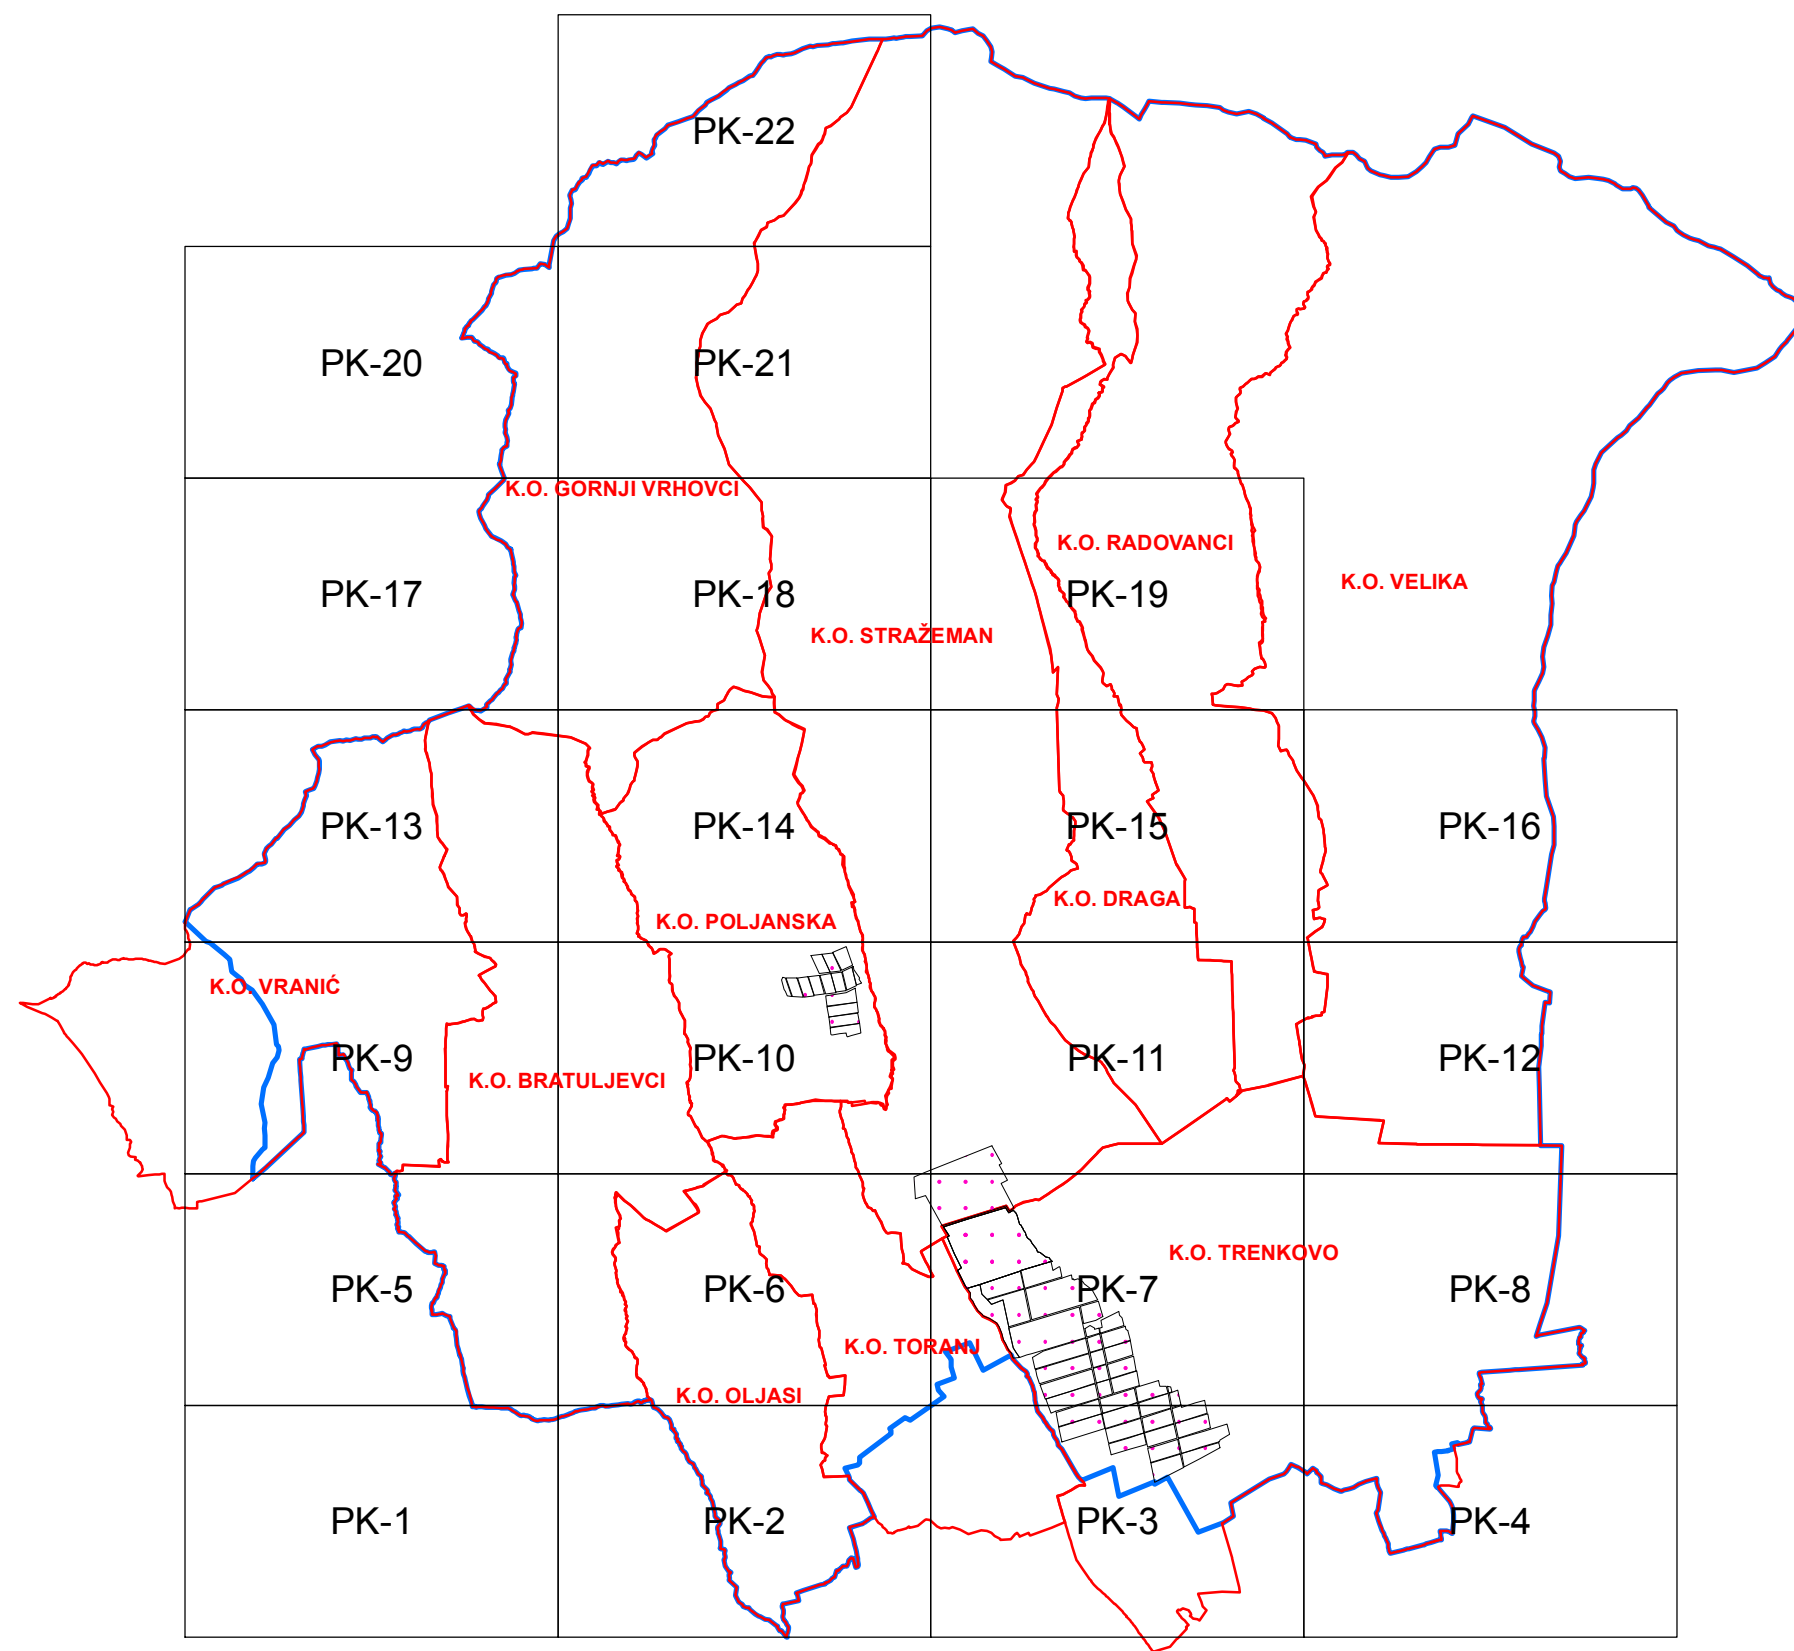 PK-22
PK-20
PK-21
K.O. GORNJI VRHOVCI
K.O. RADOVANCI
K.O. VELIKA
PK-17
PK-18
PK-19
K.O. STRAŽEMAN
PK-13
PK-14
PK-15
PK-16
K.O. DRAGA
K.O. POLJANSKA
K.O. VRANIĆ
PK-9
PK-10
PK-11
PK-12
K.O. BRATULJEVCI
K.O. TRENKOVO
PK-5
PK-6
PK-7
PK-8
K.O. TORANJ
K.O. OLJASI
PK-1
PK-2
PK-3
PK-4